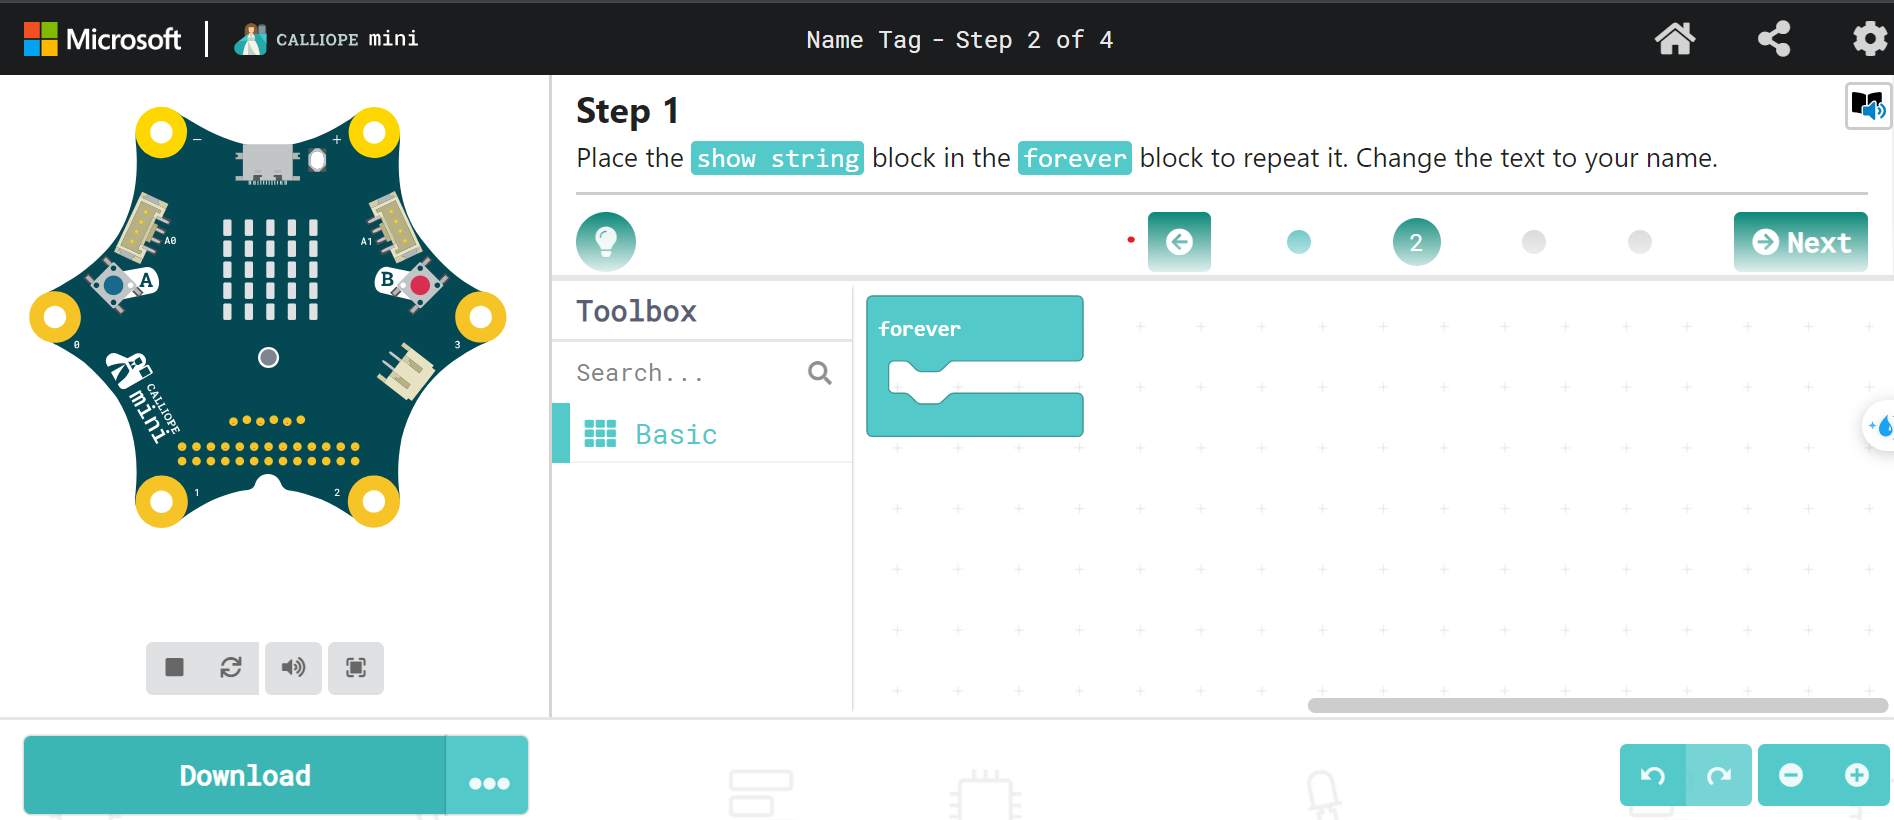 Microsoft
CALLIOPE mini
Name Tag - Step 2 of 4
Step 1
Place the show string block in the forever block to repeat it. Change the text to your name.
2
Next
Toolbox
Search...
Basic
forever
- +
A0 A1
A B
0 3
CALLIOPE
mini
1 2
Download